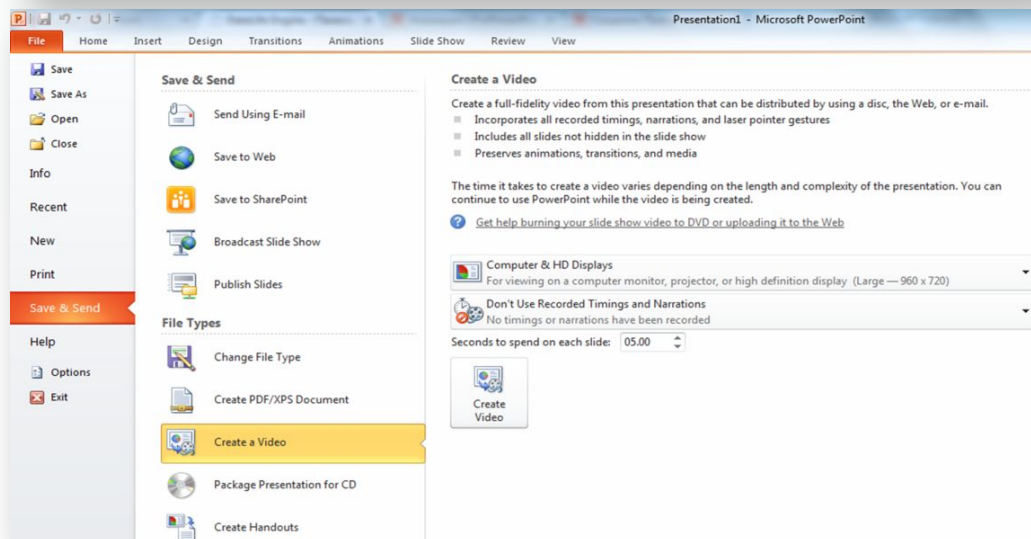 Presentation1 - Microsoft PowerPoint
File Home Insert Design Transitions Animations Slide Show Review View
Save
Save As
Open
Close
Info
Recent
New
Print
Save & Send
Help
Options
Exit
Save & Send
Send Using E-mail
Save to Web
Save to SharePoint
Broadcast Slide Show
Publish Slides
File Types
Change File Type
Create PDF/XPS Document
Create a Video
Package Presentation for CD
Create Handouts
Create a Video
Create a full-fidelity video from this presentation that can be distributed by using a disc, the Web, or e-mail.
Incorporates all recorded timings, narrations, and laser pointer gestures
Includes all slides not hidden in the slide show
Preserves animations, transitions, and media
The time it takes to create a video varies depending on the length and complexity of the presentation. You can
continue to use PowerPoint while the video is being created.
Get help burning your slide show video to DVD or uploading it to the Web
Computer & HD Displays
For viewing on a computer monitor, projector, or high definition display (Large — 960 x 720)
Don't Use Recorded Timings and Narrations
No timings or narrations have been recorded
Seconds to spend on each slide: 05.00
Create
Video